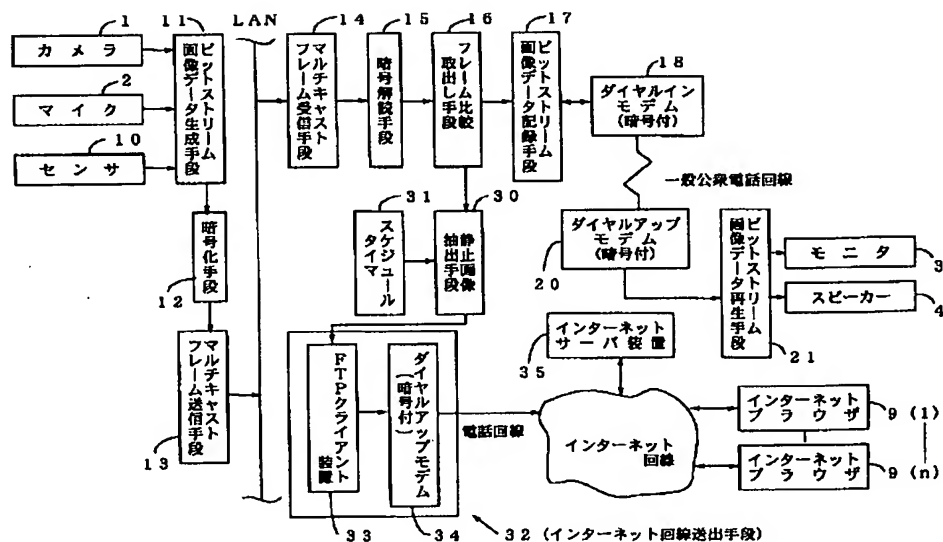 1
カメラ
2
マイク
10
センサ
11
ビットストリーム
画像データ生成手段
12
暗号化手段
13
マルチキャスト
フレーム送信手段
LAN
14
マルチキャスト
フレーム受信手段
15
暗号解読手段
16
フレーム比較
取出し手段
17
ビットストリーム
画像データ記録手段
18
ダイヤルイン
モデム
(暗号付)
一般公衆電話回線
31
スケジュール
タイマ
30
静止画像
抽出手段
ダイヤルアップ
モデム
(暗号付)
20
ビットストリーム
画像データ再生手段
21
モニタ
3
スピーカー
4
インターネット
サーバ装置
35
FTPクライアント
装置
33
ダイヤルアップモデム
(暗号付)
34
電話回線
インターネット
回線
インターネット
ブラウザ
9(1)
インターネット
ブラウザ
9(n)
32(インターネット回線送出手段)